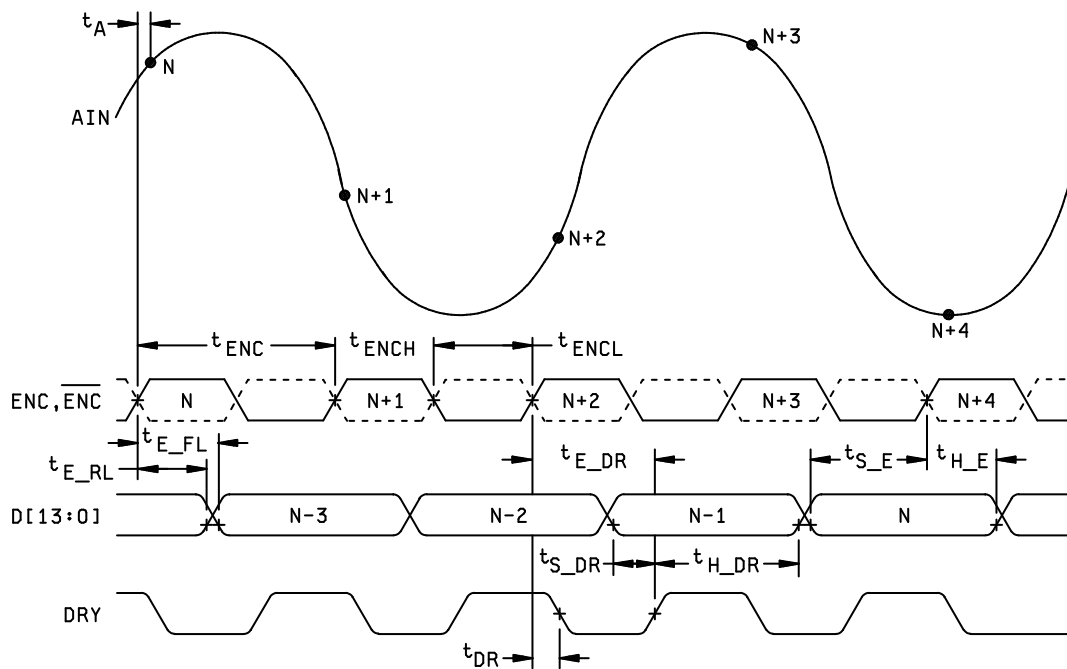 tA
N
N+3
AIN
N+1
N+2
N+4
tENC
tENCH
tENCL
ENC,ENC
N
N+1
N+2
N+3
N+4
tE_FL
tE_RL
tE_DR
tS_E
tH_E
D[13:0]
N-3
N-2
N-1
N
tS_DR
tH_DR
DRY
tDR